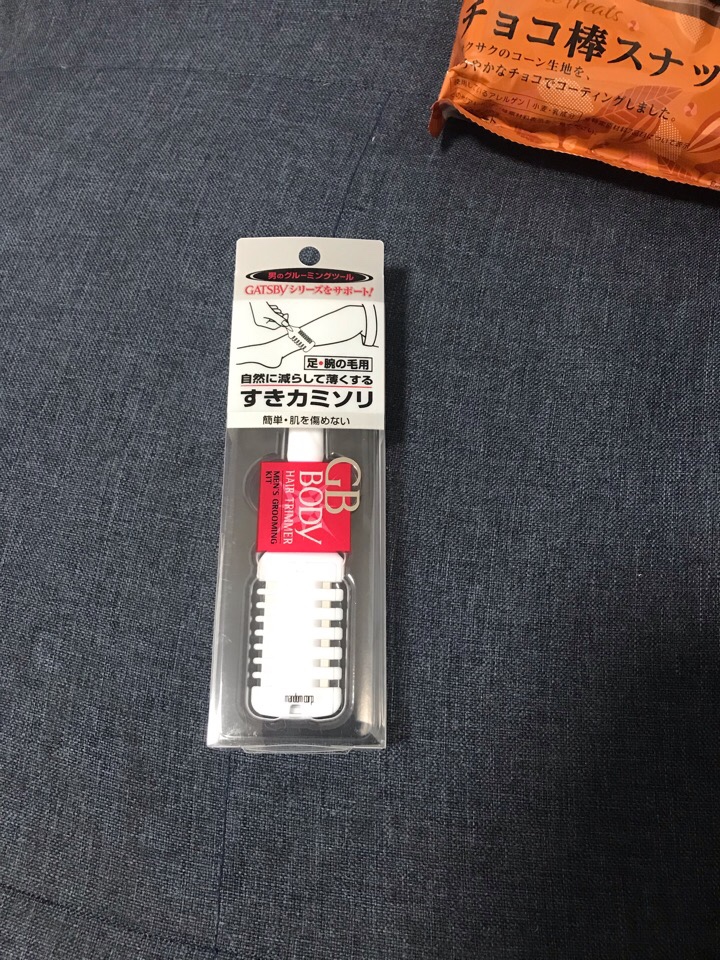 チョコ棒スナッ
サクのコーン生地を、
やかなチョコでコーティングしました。
男のグルーミングツール
GATSBYシリーズをサポート!
足・腕の毛用
自然に減らして薄くする
すきカミソリ
簡単・肌を傷めない
GB
BODY
HAIR TRIMMER
MEN'S GROOMING
KIT
mandom corp